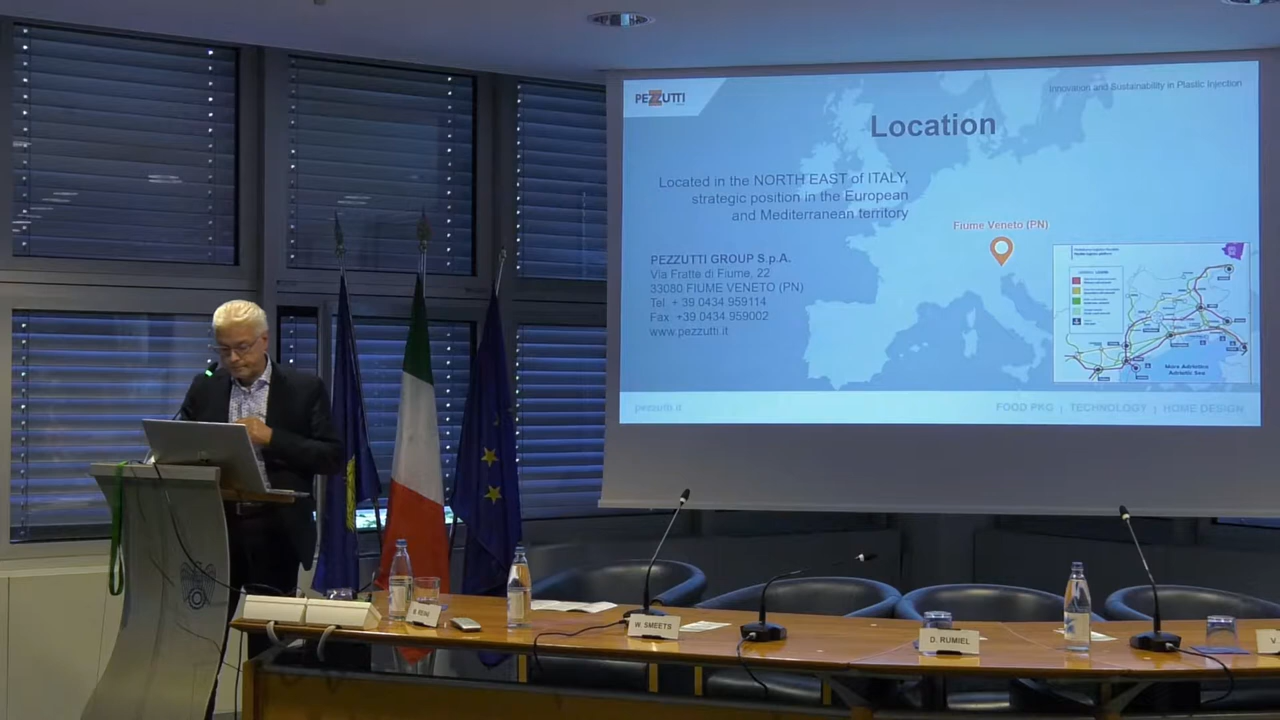 PEZZUTTI
Innovation and Sustainability in Plastic Injection
Location
Located in the NORTH EAST of ITALY,
strategic position in the European
and Mediterranean territory
Fiume Veneto (PN)
PEZZUTTI GROUP S.p.A.
Via Fratte di Fiume, 22
33080 FIUME VENETO (PN)
Tel. + 39 0434 959114
Fax +39 0434 959002
www.pezzutti.it
Mare Adriatico
Adriatic Sea
pezzutti.it
FOOD PKG | TECHNOLOGY | HOME DESIGN
W. SMEETS
D. RUMIEL
V.